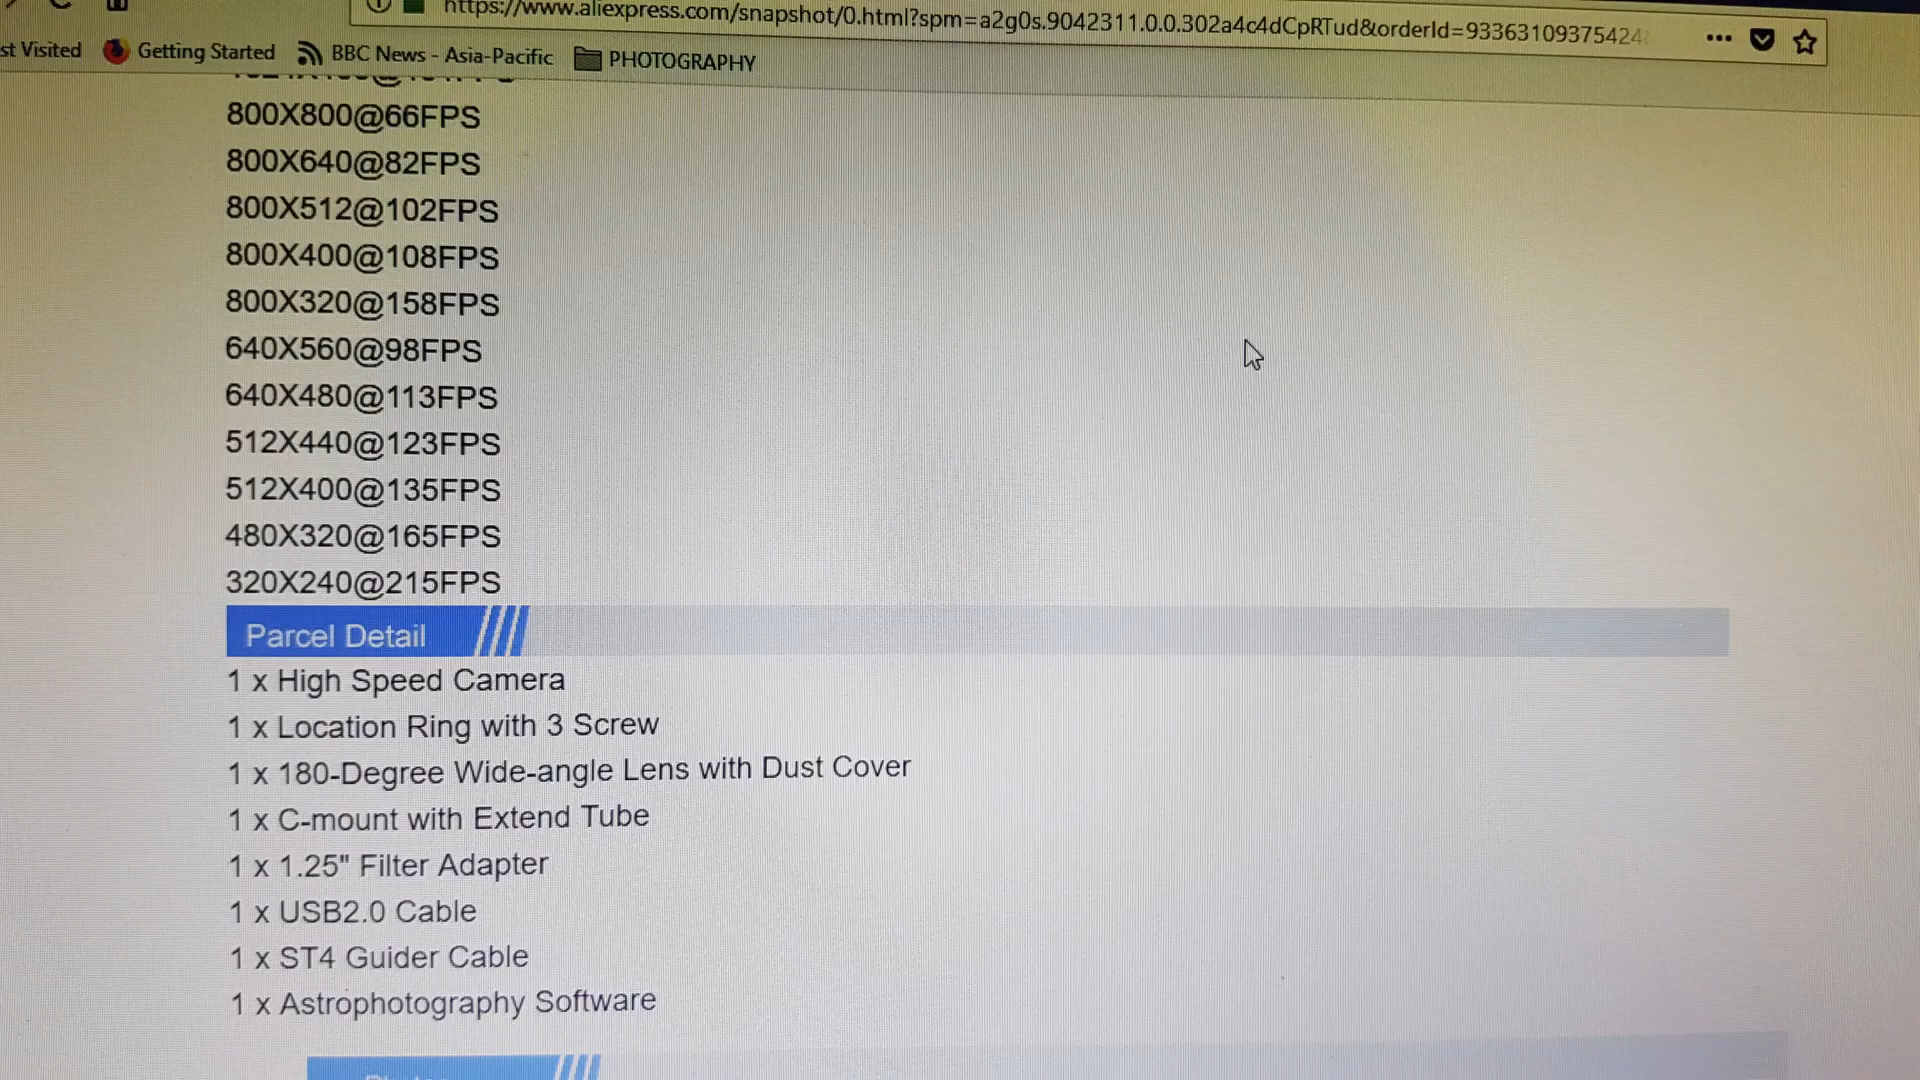 https://www.aliexpress.com/snapshot/0.html?spm=a2g0s.9042311.0.0.302a4c4dCpRTud&orderId=93363109375424
st Visited Getting Started BBC News - Asia-Pacific PHOTOGRAPHY
800X800@66FPS
800X640@82FPS
800X512@102FPS
800X400@108FPS
800X320@158FPS
640X560@98FPS
640X480@113FPS
512X440@123FPS
512X400@135FPS
480X320@165FPS
320X240@215FPS
Parcel Detail
1 x High Speed Camera
1 x Location Ring with 3 Screw
1 x 180-Degree Wide-angle Lens with Dust Cover
1 x C-mount with Extend Tube
1 x 1.25" Filter Adapter
1 x USB2.0 Cable
1 x ST4 Guider Cable
1 x Astrophotography Software